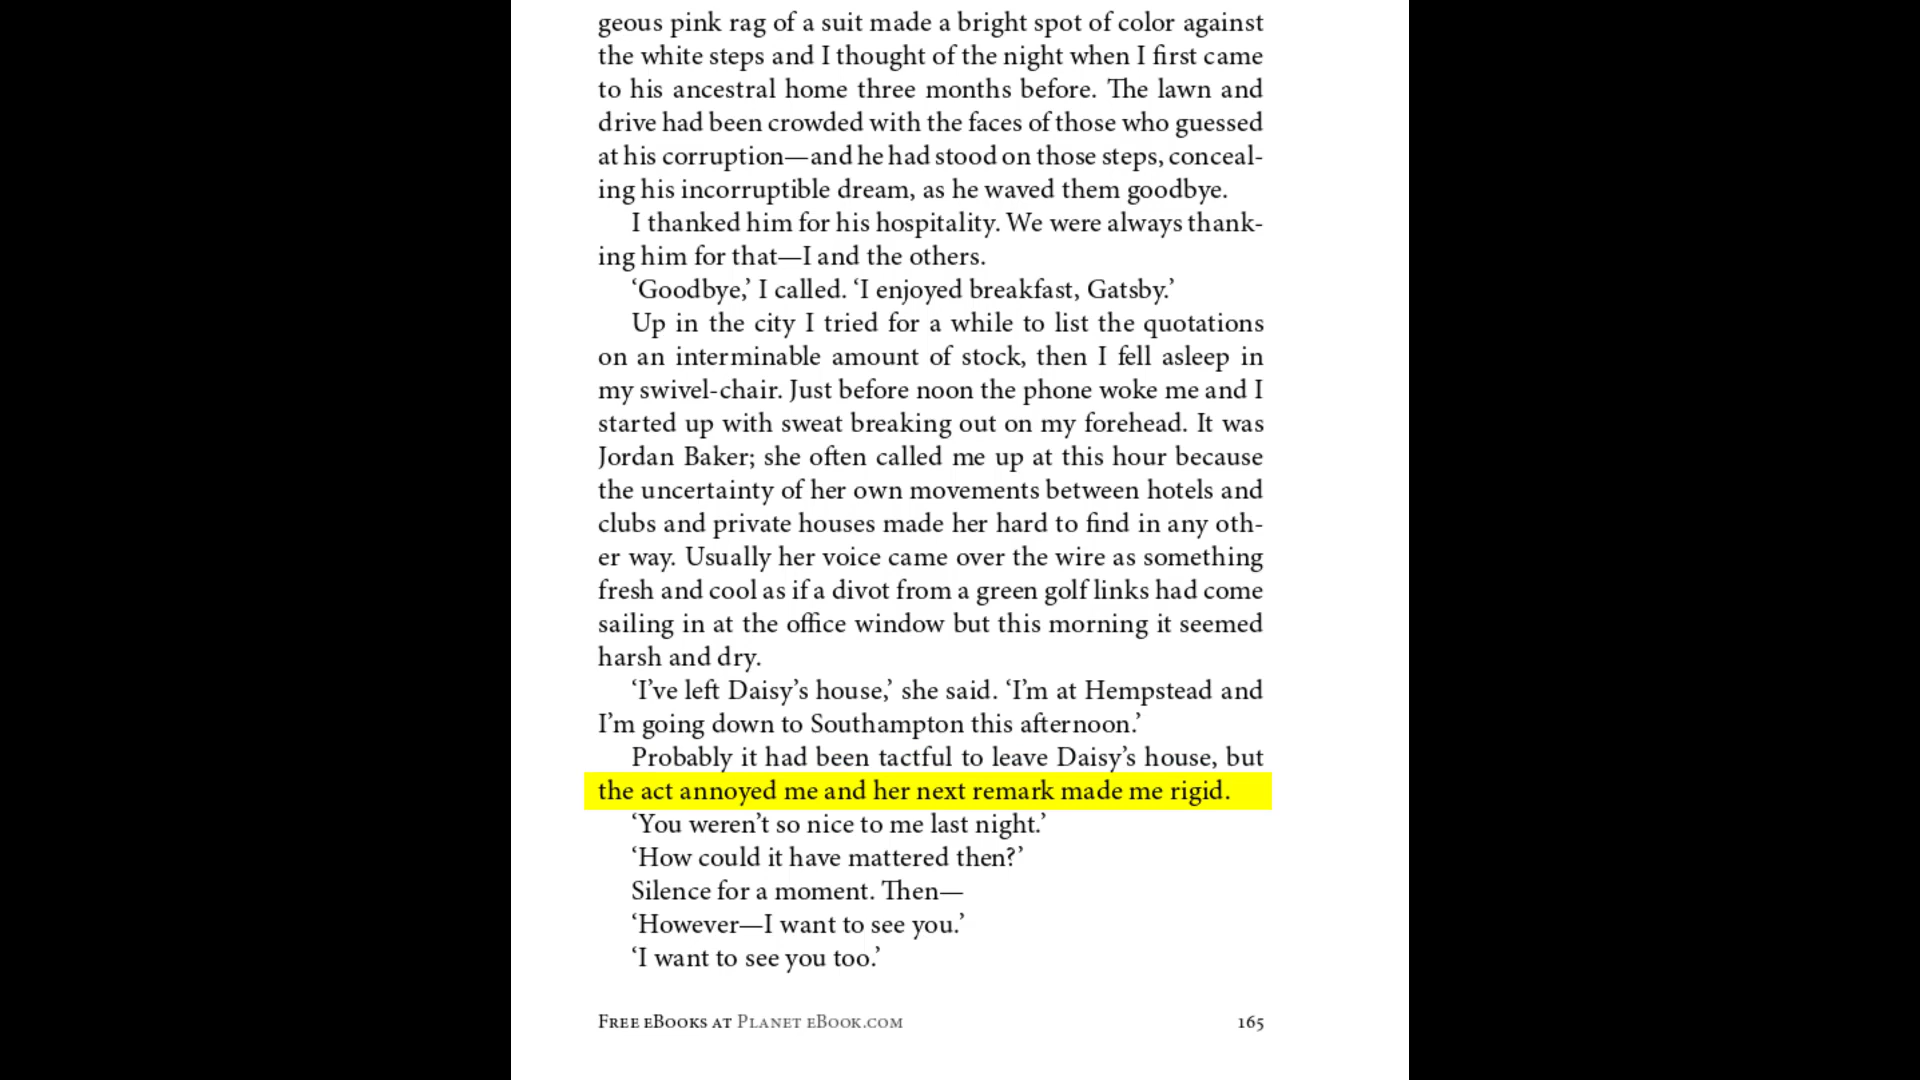 geous pink rag of a suit made a bright spot of color against
the white steps and I thought of the night when I first came
to his ancestral home three months before. The lawn and
drive had been crowded with the faces of those who guessed
at his corruption—and he had stood on those steps, conceal-
ing his incorruptible dream, as he waved them goodbye.
I thanked him for his hospitality. We were always thank-
ing him for that—I and the others.
‘Goodbye,’ I called. ‘I enjoyed breakfast, Gatsby.’
Up in the city I tried for a while to list the quotations
on an interminable amount of stock, then I fell asleep in
my swivel-chair. Just before noon the phone woke me and I
started up with sweat breaking out on my forehead. It was
Jordan Baker; she often called me up at this hour because
the uncertainty of her own movements between hotels and
clubs and private houses made her hard to find in any oth-
er way. Usually her voice came over the wire as something
fresh and cool as if a divot from a green golf links had come
sailing in at the office window but this morning it seemed
harsh and dry.
‘I’ve left Daisy’s house,’ she said. ‘I’m at Hempstead and
I’m going down to Southampton this afternoon.’
Probably it had been tactful to leave Daisy’s house, but
the act annoyed me and her next remark made me rigid.
‘You weren’t so nice to me last night.’
‘How could it have mattered then?’
Silence for a moment. Then—
‘However—I want to see you.’
‘I want to see you too.’
Free eBooks at Planet eBook.com 165